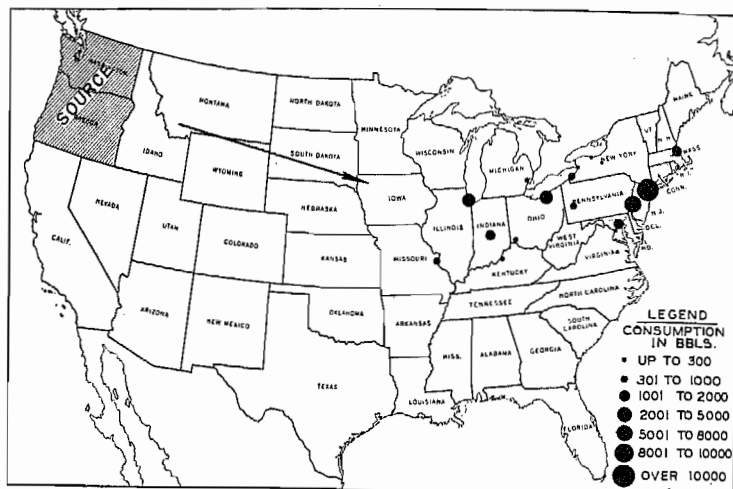 WASHINGTON
OREGON
SOURCE
MONTANA
IDAHO
WYOMING
NORTH DAKOTA
SOUTH DAKOTA
NEBRASKA
KANSAS
OKLAHOMA
TEXAS
NEVADA
UTAH
COLORADO
CALIF.
ARIZONA
NEW MEXICO
MINNESOTA
IOWA
MISSOURI
ARKANSAS
LOUISIANA
WISCONSIN
ILLINOIS
MICHIGAN
INDIANA
OHIO
KENTUCKY
TENNESSEE
MISS.
ALABAMA
GEORGIA
FLORIDA
SOUTH
CAROLINA
NORTH CAROLINA
VIRGINIA
WEST
VIRGINIA
PENNSYLVANIA
NEW YORK
MAINE
VT.
N.H.
MASS
R.I.
CONN.
N.J.
DEL.
MD.
LEGEND
CONSUMPTION
IN BBLS.
UP TO 300
301 TO 1000
1001 TO 2000
2001 TO 5000
5001 TO 8000
8001 TO 10000
OVER 10000